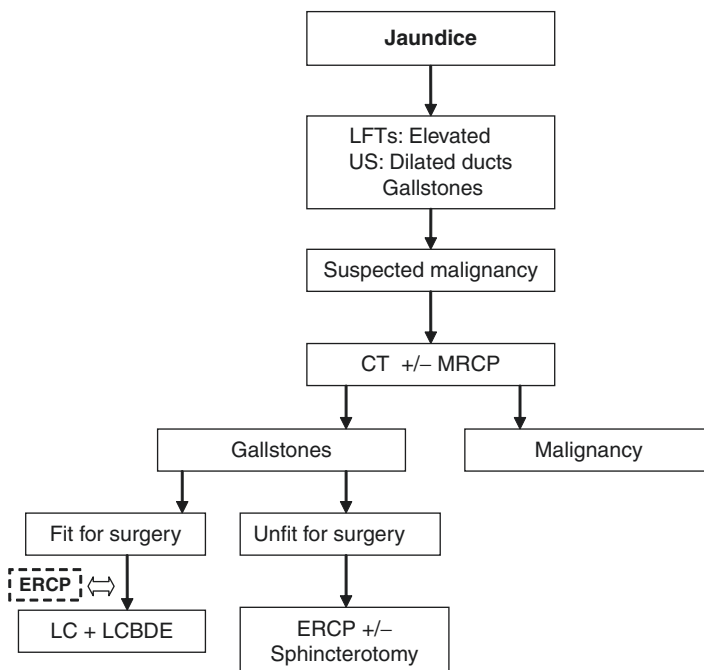 Jaundice
LFTs: Elevated
US: Dilated ducts
Gallstones
Suspected malignancy
CT +/– MRCP
Gallstones
Malignancy
Fit for surgery
Unfit for surgery
ERCP
LC + LCBDE
ERCP +/–
Sphincterotomy